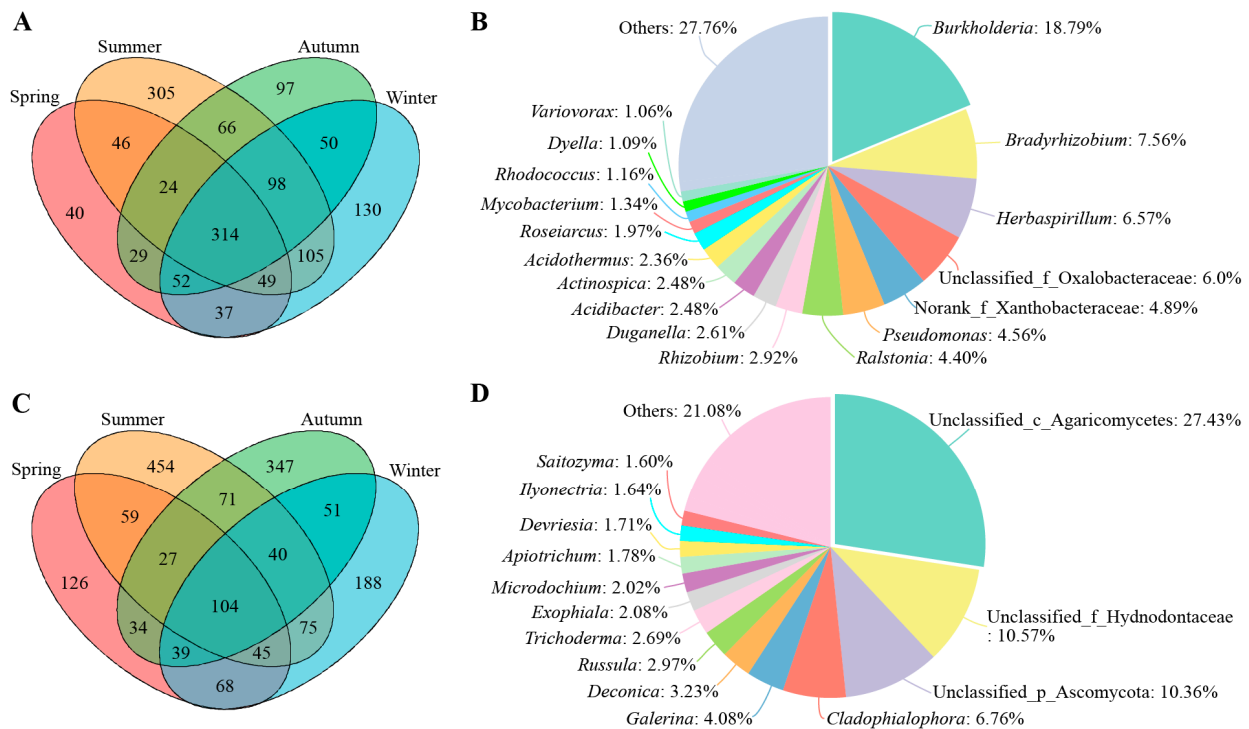 A
Summer
Autumn
Spring
Winter
305
97
46
66
50
40
24
98
130
314
29
105
52
49
37
B
Others: 27.76%
Burkholderia: 18.79%
Variovorax: 1.06%
Bradyrhizobium: 7.56%
Dyella: 1.09%
Rhodococcus: 1.16%
Mycobacterium: 1.34%
Herbaspirillum: 6.57%
Roseiarcus: 1.97%
Acidothermus: 2.36%
Unclassified_f_Oxalobacteraceae: 6.0%
Actinospica: 2.48%
Acidibacter: 2.48%
Norank_f_Xanthobacteraceae: 4.89%
Duganella: 2.61%
Pseudomonas: 4.56%
Rhizobium: 2.92%
Ralstonia: 4.40%
C
Summer
Autumn
Spring
Winter
454
347
59
71
51
126
27
40
188
104
34
75
39
45
68
D
Others: 21.08%
Unclassified_c_Agaricomycetes: 27.43%
Saitozyma: 1.60%
Ilyonectria: 1.64%
Devriesia: 1.71%
Apiotrichum: 1.78%
Microdochium: 2.02%
Exophiala: 2.08%
Unclassified_f_Hydnodontaceae
: 10.57%
Trichoderma: 2.69%
Russula: 2.97%
Deconica: 3.23%
Unclassified_p_Ascomycota: 10.36%
Galerina: 4.08%
Cladophialophora: 6.76%